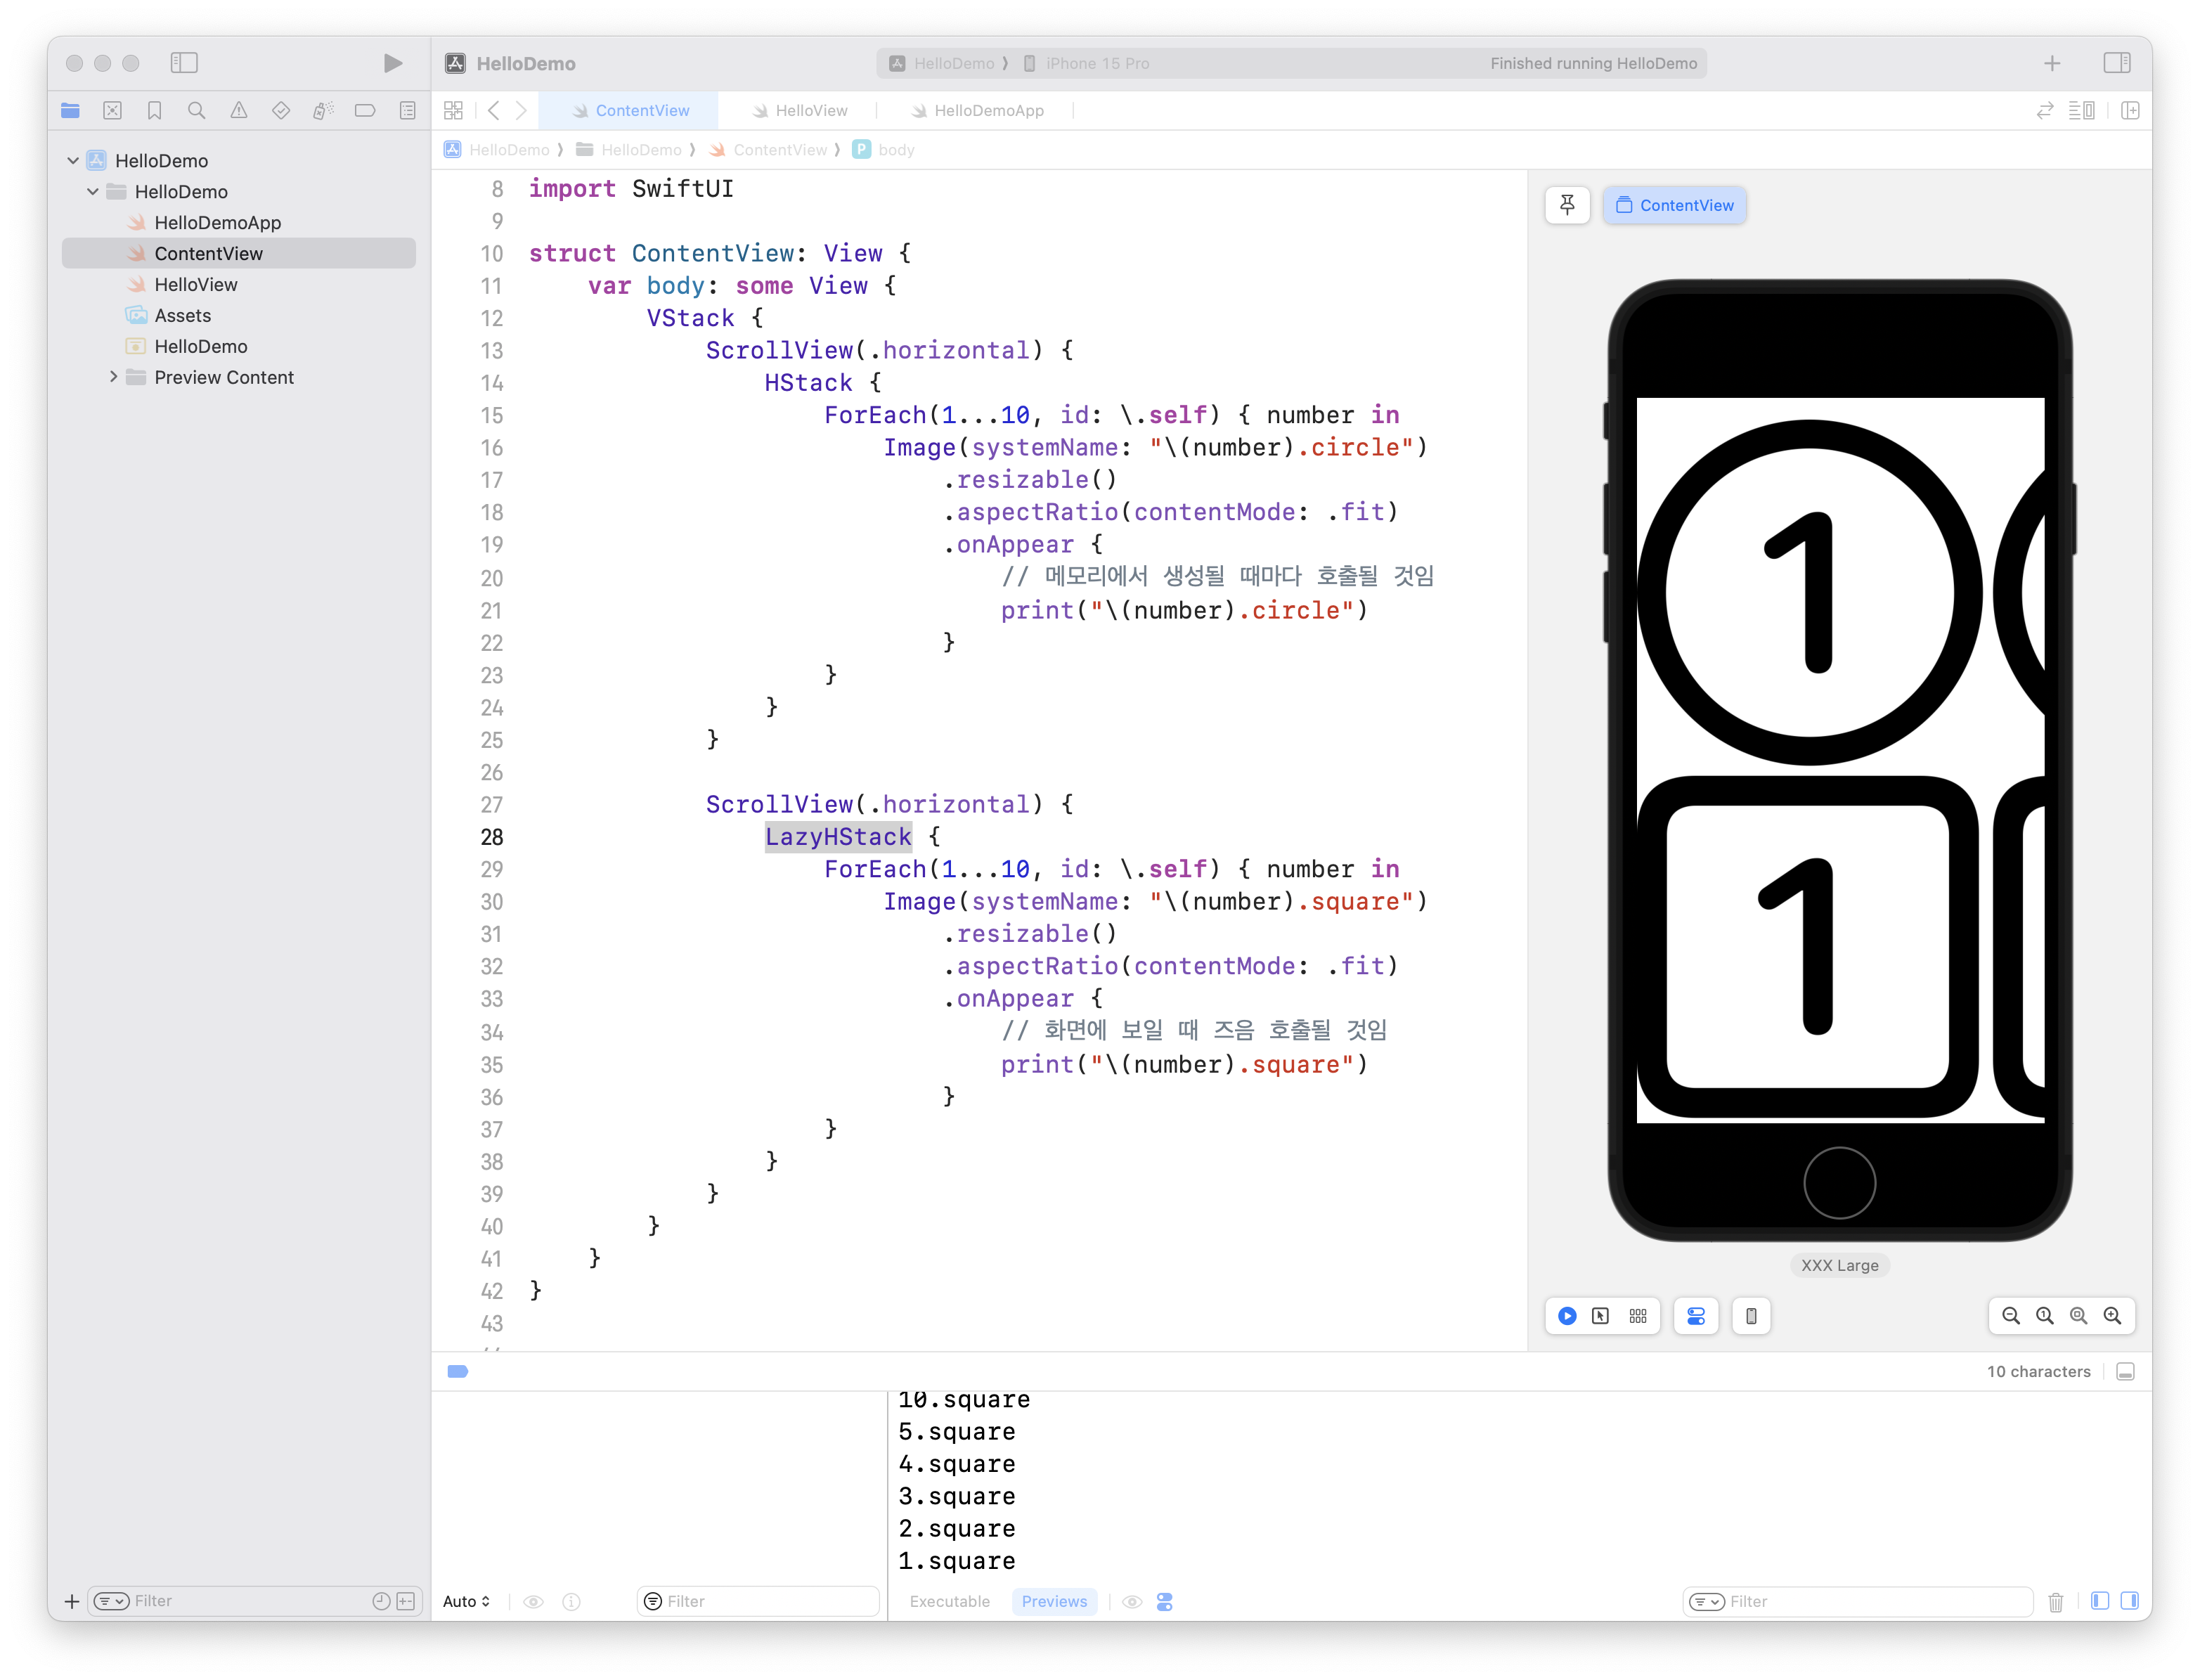 HelloDemo
HelloDemo 〉 iPhone 15 Pro
Finished running HelloDemo
ContentView
HelloView
HelloDemoApp
HelloDemo 〉 HelloDemo 〉 ContentView 〉 P body
HelloDemo
HelloDemo
HelloDemoApp
ContentView
HelloView
Assets
HelloDemo
Preview Content
8 import SwiftUI
9
10 struct ContentView: View {
11     var body: some View {
12         VStack {
13             ScrollView(.horizontal) {
14                 HStack {
15                     ForEach(1...10, id: \.self) { number in
16                         Image(systemName: "\(number).circle")
17                             .resizable()
18                             .aspectRatio(contentMode: .fit)
19                             .onAppear {
20                                 // 메모리에서 생성될 때마다 호출될 것임
21                                 print("\(number).circle")
22                             }
23                     }
24                 }
25             }
26
27             ScrollView(.horizontal) {
28                 LazyHStack {
29                     ForEach(1...10, id: \.self) { number in
30                         Image(systemName: "\(number).square")
31                             .resizable()
32                             .aspectRatio(contentMode: .fit)
33                             .onAppear {
34                                 // 화면에 보일 때 즈음 호출될 것임
35                                 print("\(number).square")
36                             }
37                     }
38                 }
39             }
40         }
41     }
42 }
43
ContentView
1
1
XXX Large
10 characters
10.square
5.square
4.square
3.square
2.square
1.square
Filter
Auto
Filter
Executable
Previews
Filter